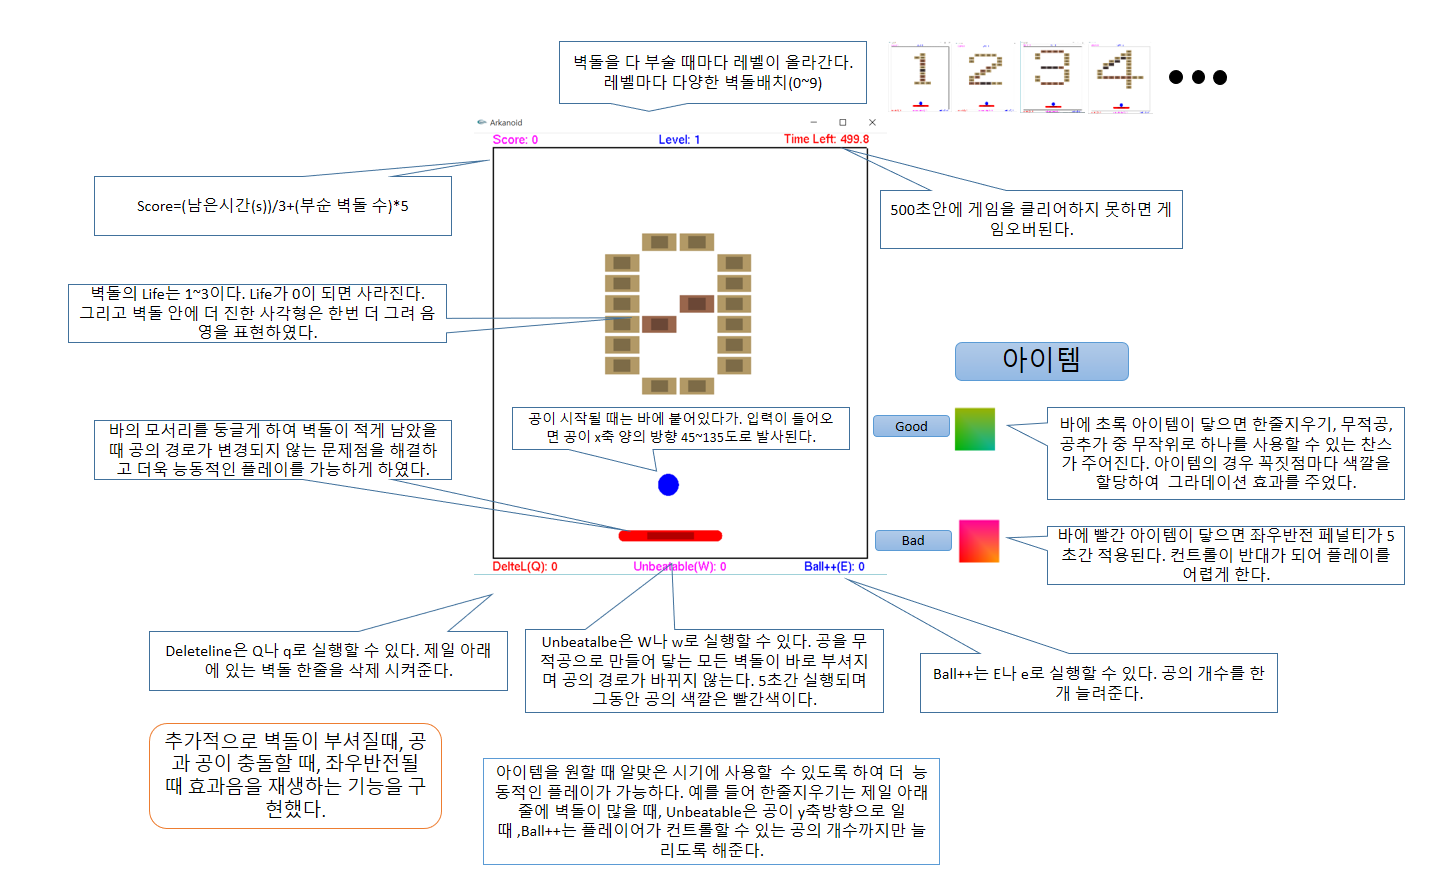 벽돌을 다 부술 때마다 레벨이 올라간다.
레벨마다 다양한 벽돌배치(0~9)
Arkanoid
Score: 0
Level: 1
Time Left: 499.8
Score=(남은시간(s))/3+(부순 벽돌 수)*5
500초안에 게임을 클리어하지 못하면 게
임오버된다.
벽돌의 Life는 1~3이다. Life가 0이 되면 사라진다.
그리고 벽돌 안에 더 진한 사각형은 한번 더 그려 음
영을 표현하였다.
아이템
바의 모서리를 둥글게 하여 벽돌이 적게 남았을
때 공의 경로가 변경되지 않는 문제점을 해결하
고 더욱 능동적인 플레이를 가능하게 하였다.
공이 시작될 때는 바에 붙어있다가. 입력이 들어오
면 공이 x축 양의 방향 45~135도로 발사된다.
Good
바에 초록 아이템이 닿으면 한줄지우기, 무적공,
공추가 중 무작위로 하나를 사용할 수 있는 찬스
가 주어진다. 아이템의 경우 꼭짓점마다 색깔을
할당하여 그라데이션 효과를 주었다.
Bad
바에 빨간 아이템이 닿으면 좌우반전 페널티가 5
초간 적용된다. 컨트롤이 반대가 되어 플레이를
어렵게 한다.
DelteL(Q): 0
Unbeatable(W): 0
Ball++(E): 0
Deleteline은 Q나 q로 실행할 수 있다. 제일 아래
에 있는 벽돌 한줄을 삭제 시켜준다.
Unbeatalbe은 W나 w로 실행할 수 있다. 공을 무
적공으로 만들어 닿는 모든 벽돌이 바로 부셔지
며 공의 경로가 바뀌지 않는다. 5초간 실행되며
그동안 공의 색깔은 빨간색이다.
Ball++는 E나 e로 실행할 수 있다. 공의 개수를 한
개 늘려준다.
추가적으로 벽돌이 부셔질때, 공
과 공이 충돌할 때, 좌우반전될
때 효과음을 재생하는 기능을 구
현했다.
아이템을 원할 때 알맞은 시기에 사용할 수 있도록 하여 더 능
동적인 플레이가 가능하다. 예를 들어 한줄지우기는 제일 아래
줄에 벽돌이 많을 때, Unbeatable은 공이 y축방향으로 일
때 ,Ball++는 플레이어가 컨트롤할 수 있는 공의 개수까지만 늘
리도록 해준다.